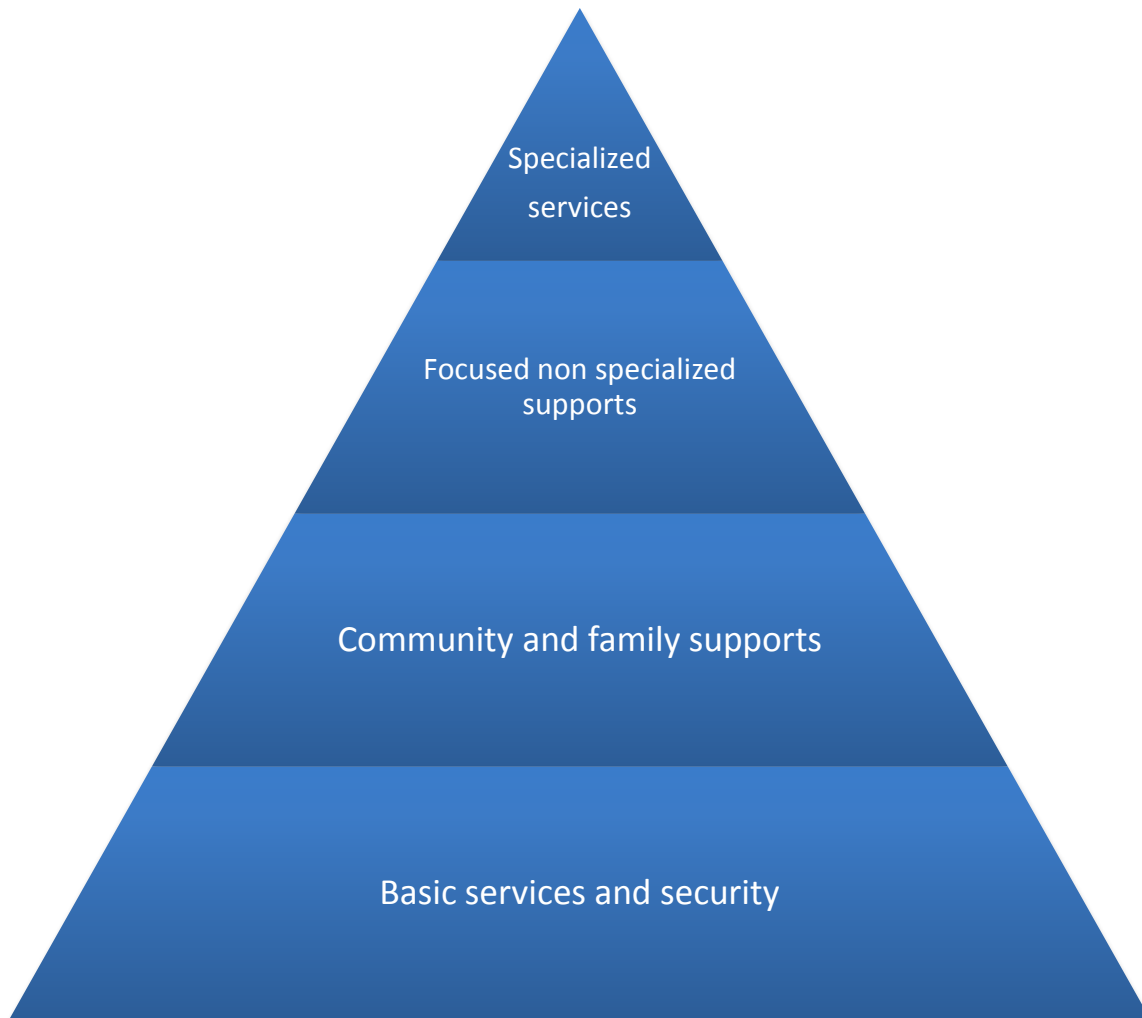 Specialized
services
Focused non specialized
supports
Community and family supports
Basic services and security